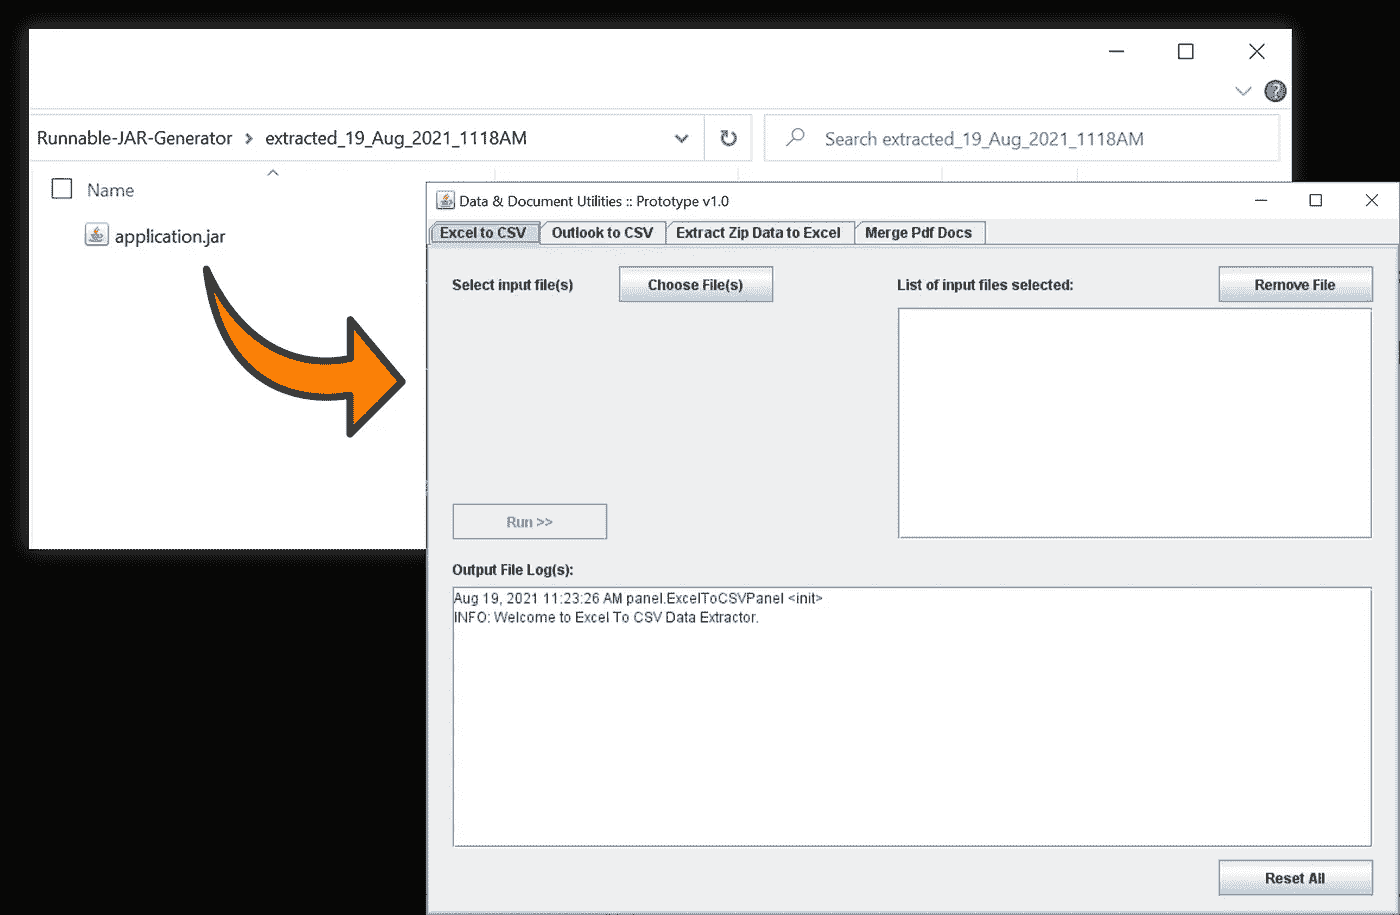 Runnable-JAR-Generator > extracted_19_Aug_2021_1118AM
Search extracted_19_Aug_2021_1118AM
?
Name
application.jar
Data & Document Utilities :: Prototype v1.0
Excel to CSV Outlook to CSV Extract Zip Data to Excel Merge Pdf Docs
Select input file(s) Choose File(s) List of input files selected: Remove File
Run >>
Output File Log(s):
Aug 19, 2021 11:23:26 AM panel.ExcelToCSVPanel <init>
INFO: Welcome to Excel To CSV Data Extractor.
Reset All